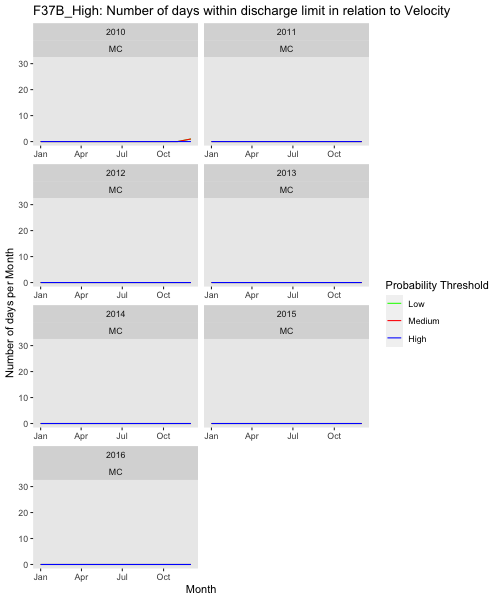 F37B_High: Number of days within discharge limit in relation to Velocity
2010
MC
2011
MC
30
20
10
0
Jan Apr Jul Oct
Jan Apr Jul Oct
2012
MC
2013
MC
30
20
10
0
Jan Apr Jul Oct
Jan Apr Jul Oct
Number of days per Month
Probability Threshold
Low
Medium
High
2014
MC
2015
MC
30
20
10
0
Jan Apr Jul Oct
Jan Apr Jul Oct
2016
MC
30
20
10
0
Jan Apr Jul Oct
Month